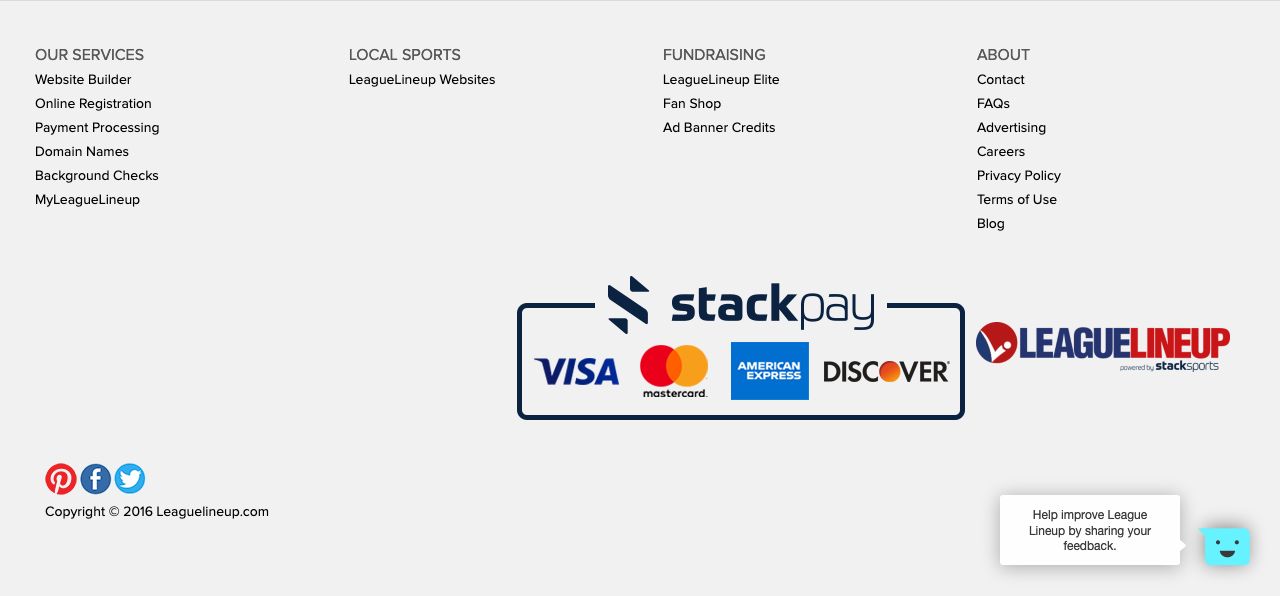 OUR SERVICES
Website Builder
Online Registration
Payment Processing
Domain Names
Background Checks
MyLeagueLineup
LOCAL SPORTS
LeagueLineup Websites
FUNDRAISING
LeagueLineup Elite
Fan Shop
Ad Banner Credits
ABOUT
Contact
FAQs
Advertising
Careers
Privacy Policy
Terms of Use
Blog
stackpay
VISA
mastercard.
AMERICAN
EXPRESS
DISCOVER
LEAGUELINEUP
powered by stacksports
Copyright © 2016 Leaguelineup.com
Help improve League
Lineup by sharing your
feedback.